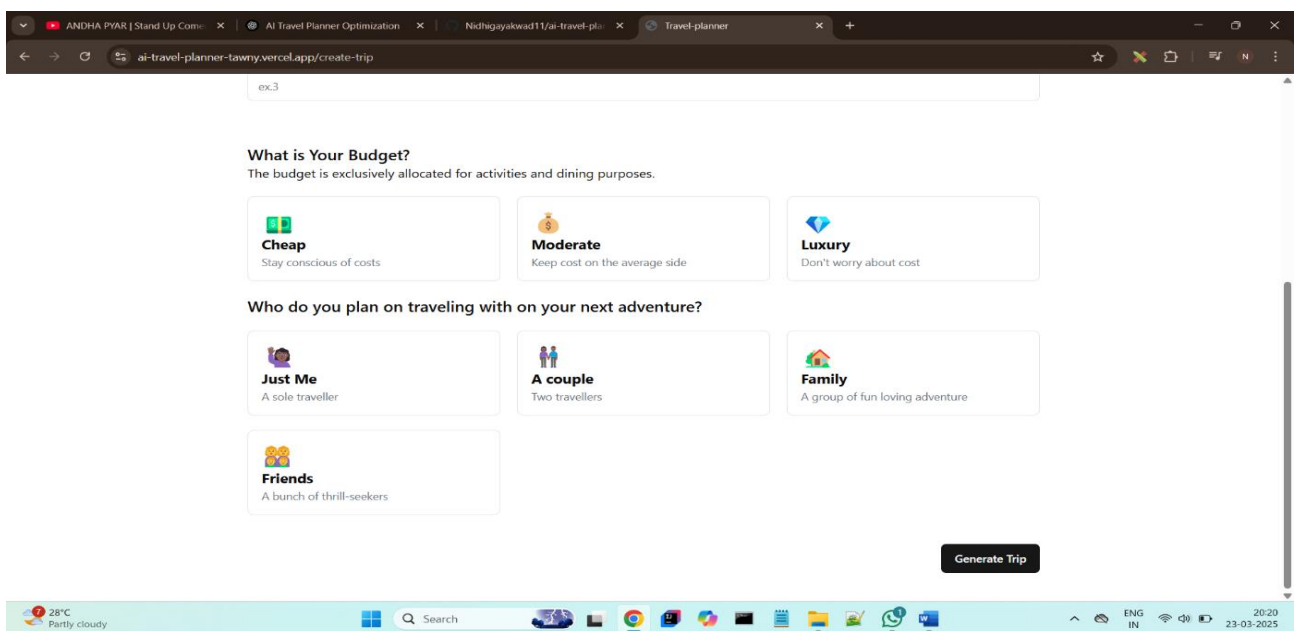 ANDHA PYAR | Stand Up Come
AI Travel Planner Optimization
Nidhigayakwad11/ai-travel-pla
Travel-planner
ai-travel-planner-tawny.vercel.app/create-trip
N
ex.3
What is Your Budget?
The budget is exclusively allocated for activities and dining purposes.
Cheap
Stay conscious of costs
Moderate
Keep cost on the average side
Luxury
Don't worry about cost
Who do you plan on traveling with on your next adventure?
Just Me
A sole traveller
A couple
Two travellers
Family
A group of fun loving adventure
Friends
A bunch of thrill-seekers
Generate Trip
7
28°C
Partly cloudy
Search
1
ENG
IN
20:20
23-03-2025